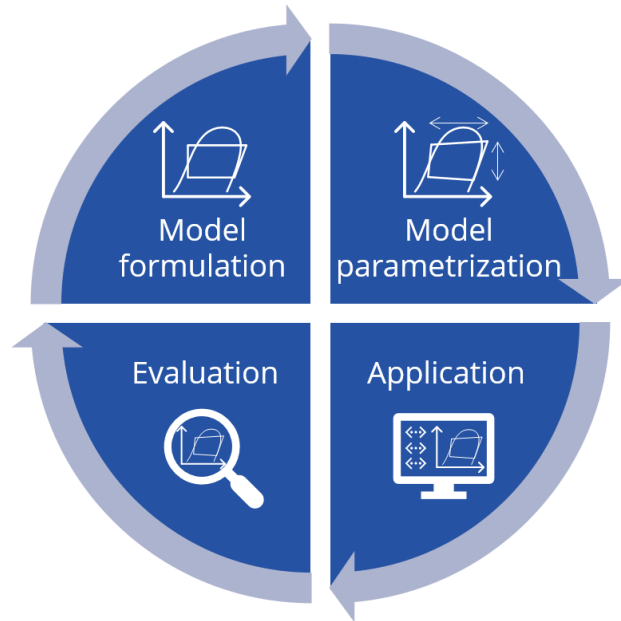 Model
formulation
Model
parametrization
Evaluation
Application